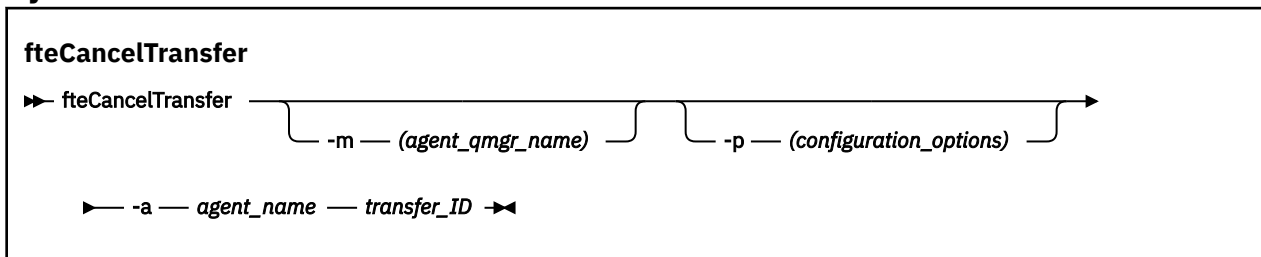 fteCancelTransfer
fteCancelTransfer
-m (agent_qmgr_name) -p (configuration_options)
-a agent_name transfer_ID